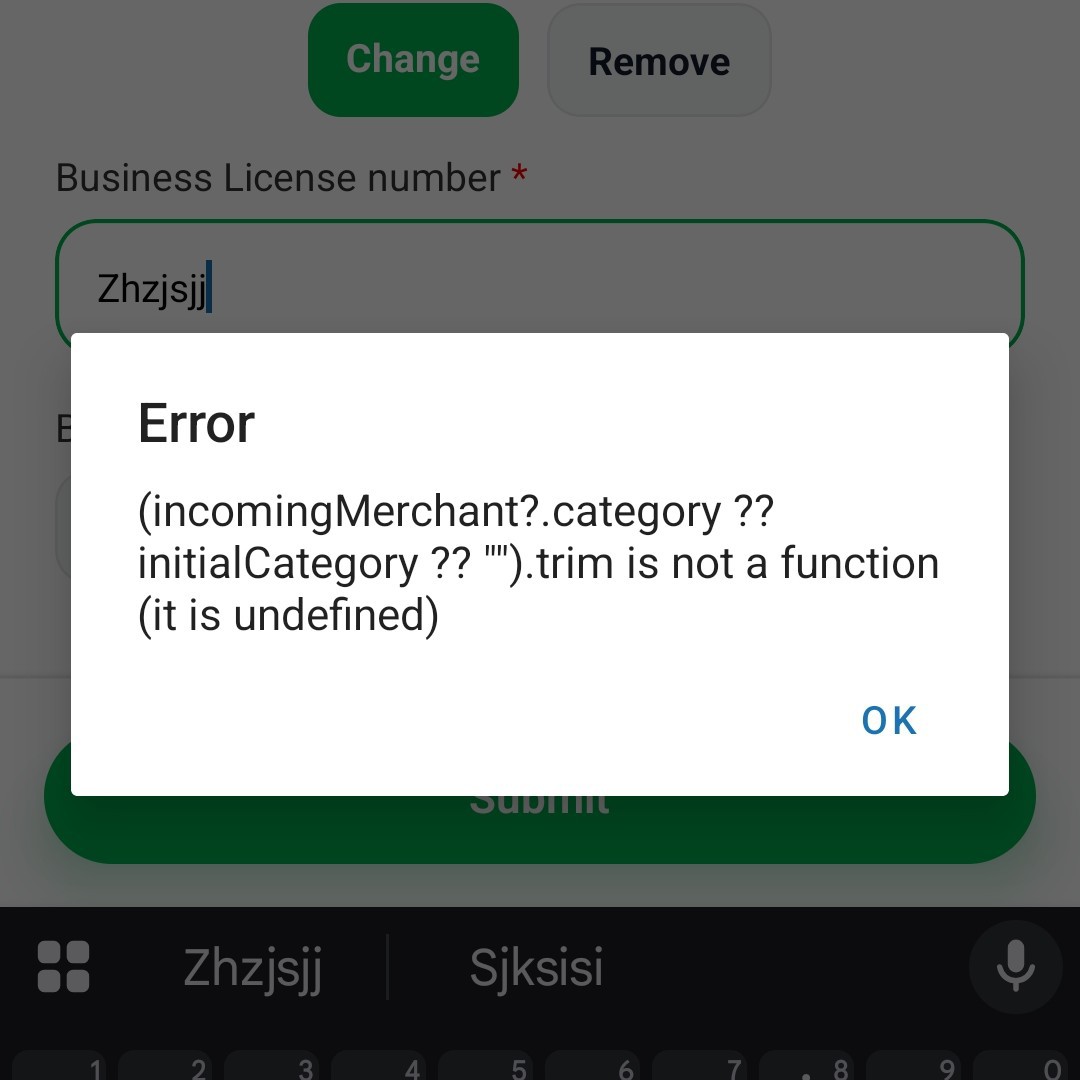 Change Remove
Business License number *
Zhzjsjj
Error
(incomingMerchant?.category ??
initialCategory ?? "").trim is not a function
(it is undefined)
OK
Submit
Zhzjsjj Sjksisi
1 2 3 4 5 6 7 8 9 0